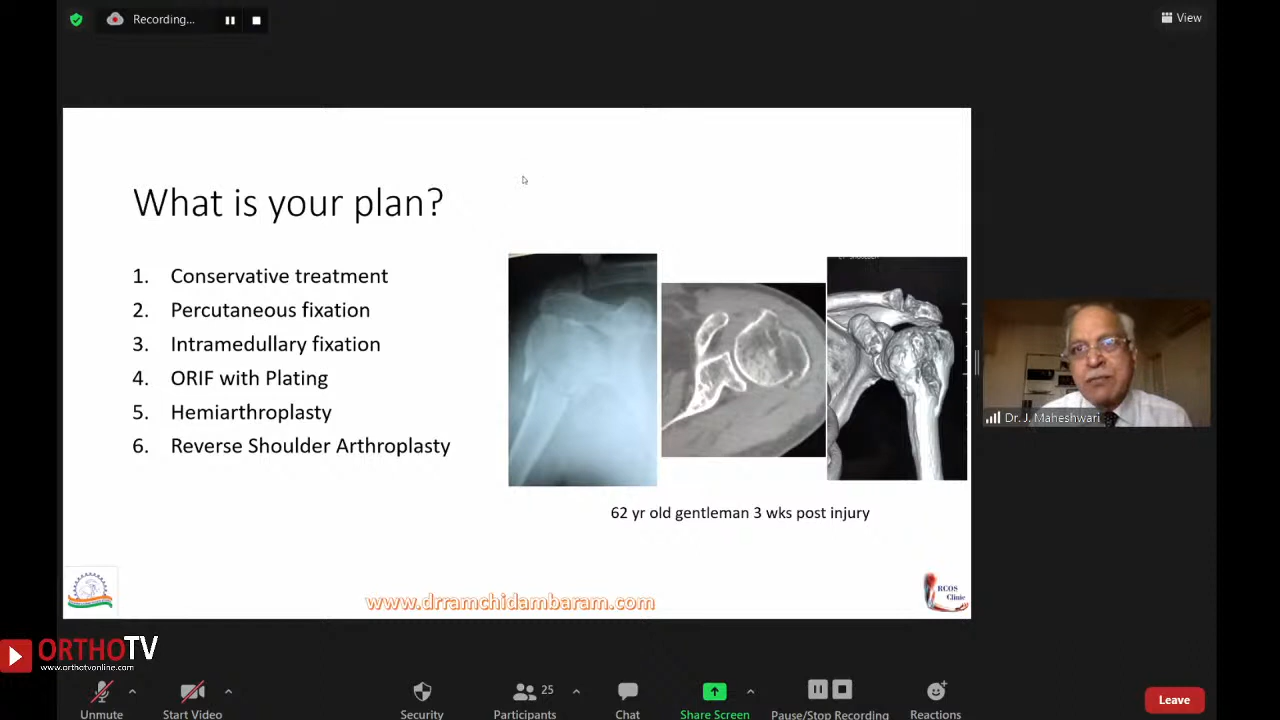 Recording...
View
What is your plan?
1. Conservative treatment
2. Percutaneous fixation
3. Intramedullary fixation
4. ORIF with Plating
5. Hemiarthroplasty
6. Reverse Shoulder Arthroplasty
62 yr old gentleman 3 wks post injury
Dr. J. Maheshwari
www.drramchidambaram.com
RCOS
Clinic
ORTHOTV
www.orthotvonline.com
Unmute
Start Video
Security
25
Participants
Chat
Share Screen
Pause/Stop Recording
Reactions
Leave